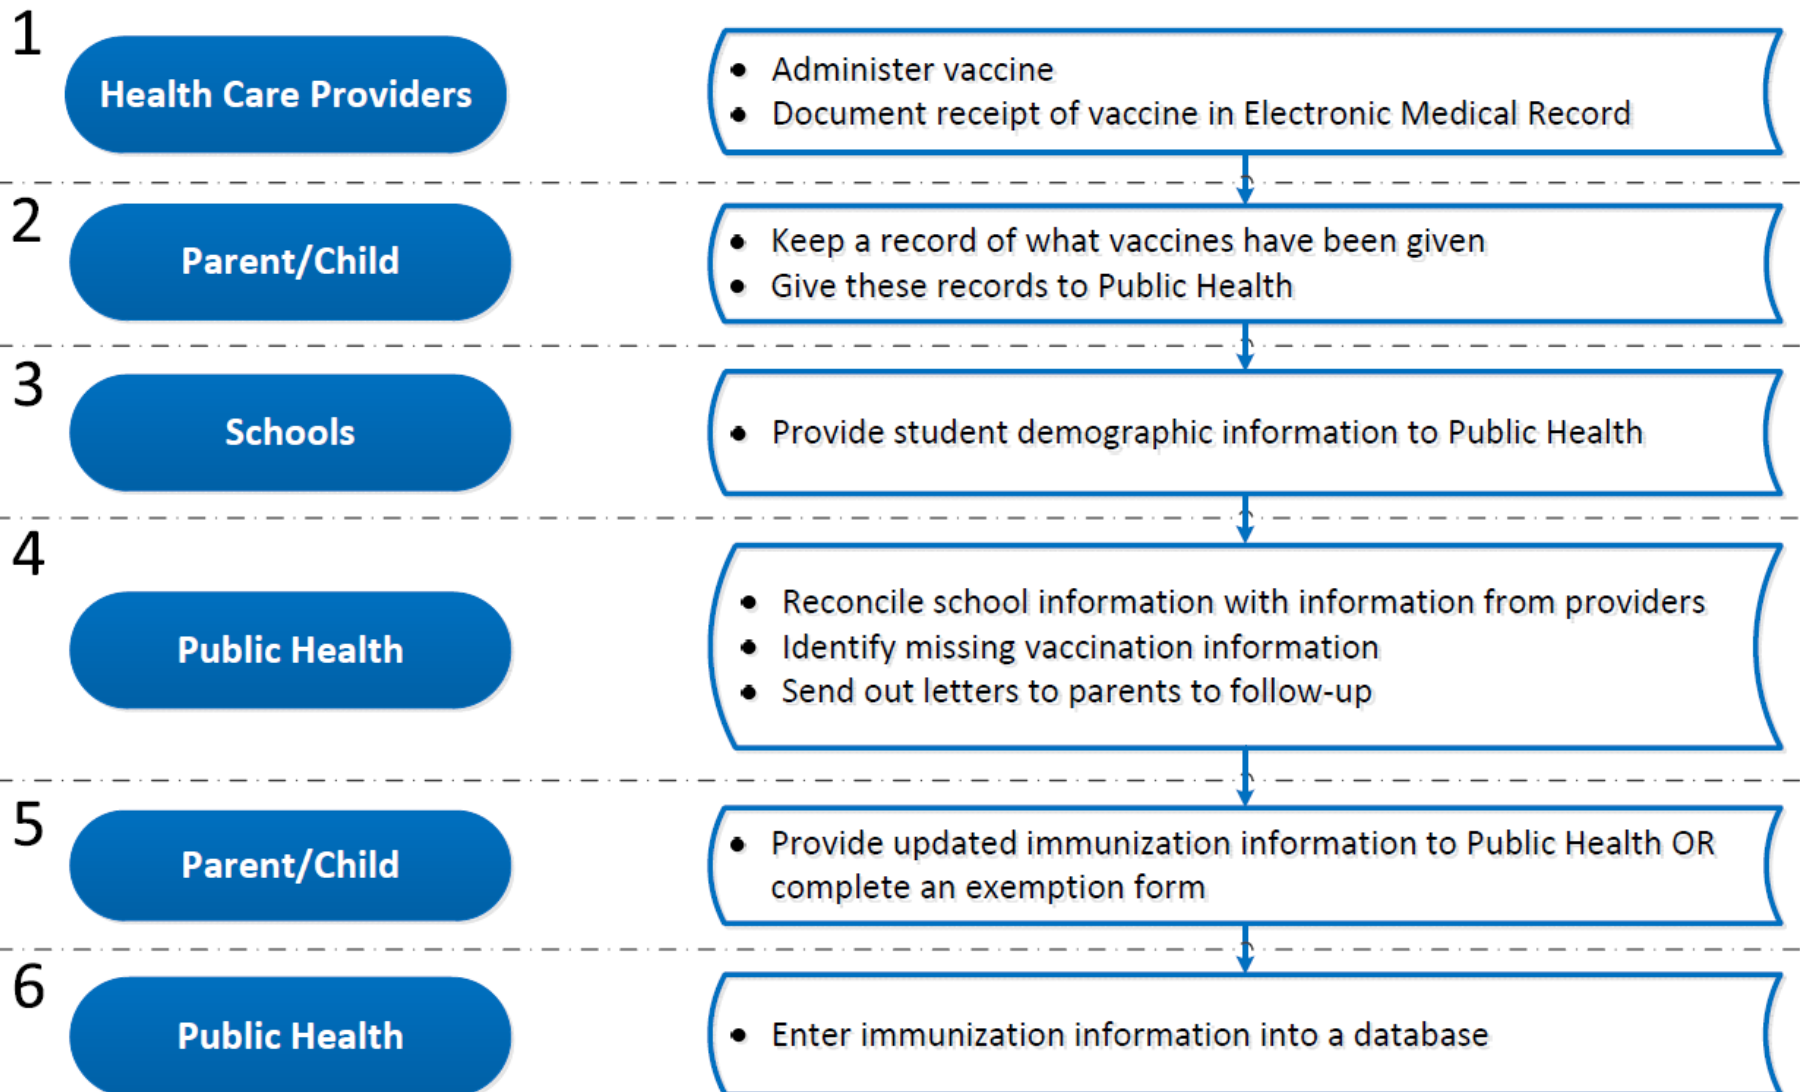 1
Health Care Providers
• Administer vaccine
• Document receipt of vaccine in Electronic Medical Record
2
Parent/Child
• Keep a record of what vaccines have been given
• Give these records to Public Health
3
Schools
• Provide student demographic information to Public Health
4
Public Health
• Reconcile school information with information from providers
• Identify missing vaccination information
• Send out letters to parents to follow-up
5
Parent/Child
• Provide updated immunization information to Public Health OR
complete an exemption form
6
Public Health
• Enter immunization information into a database